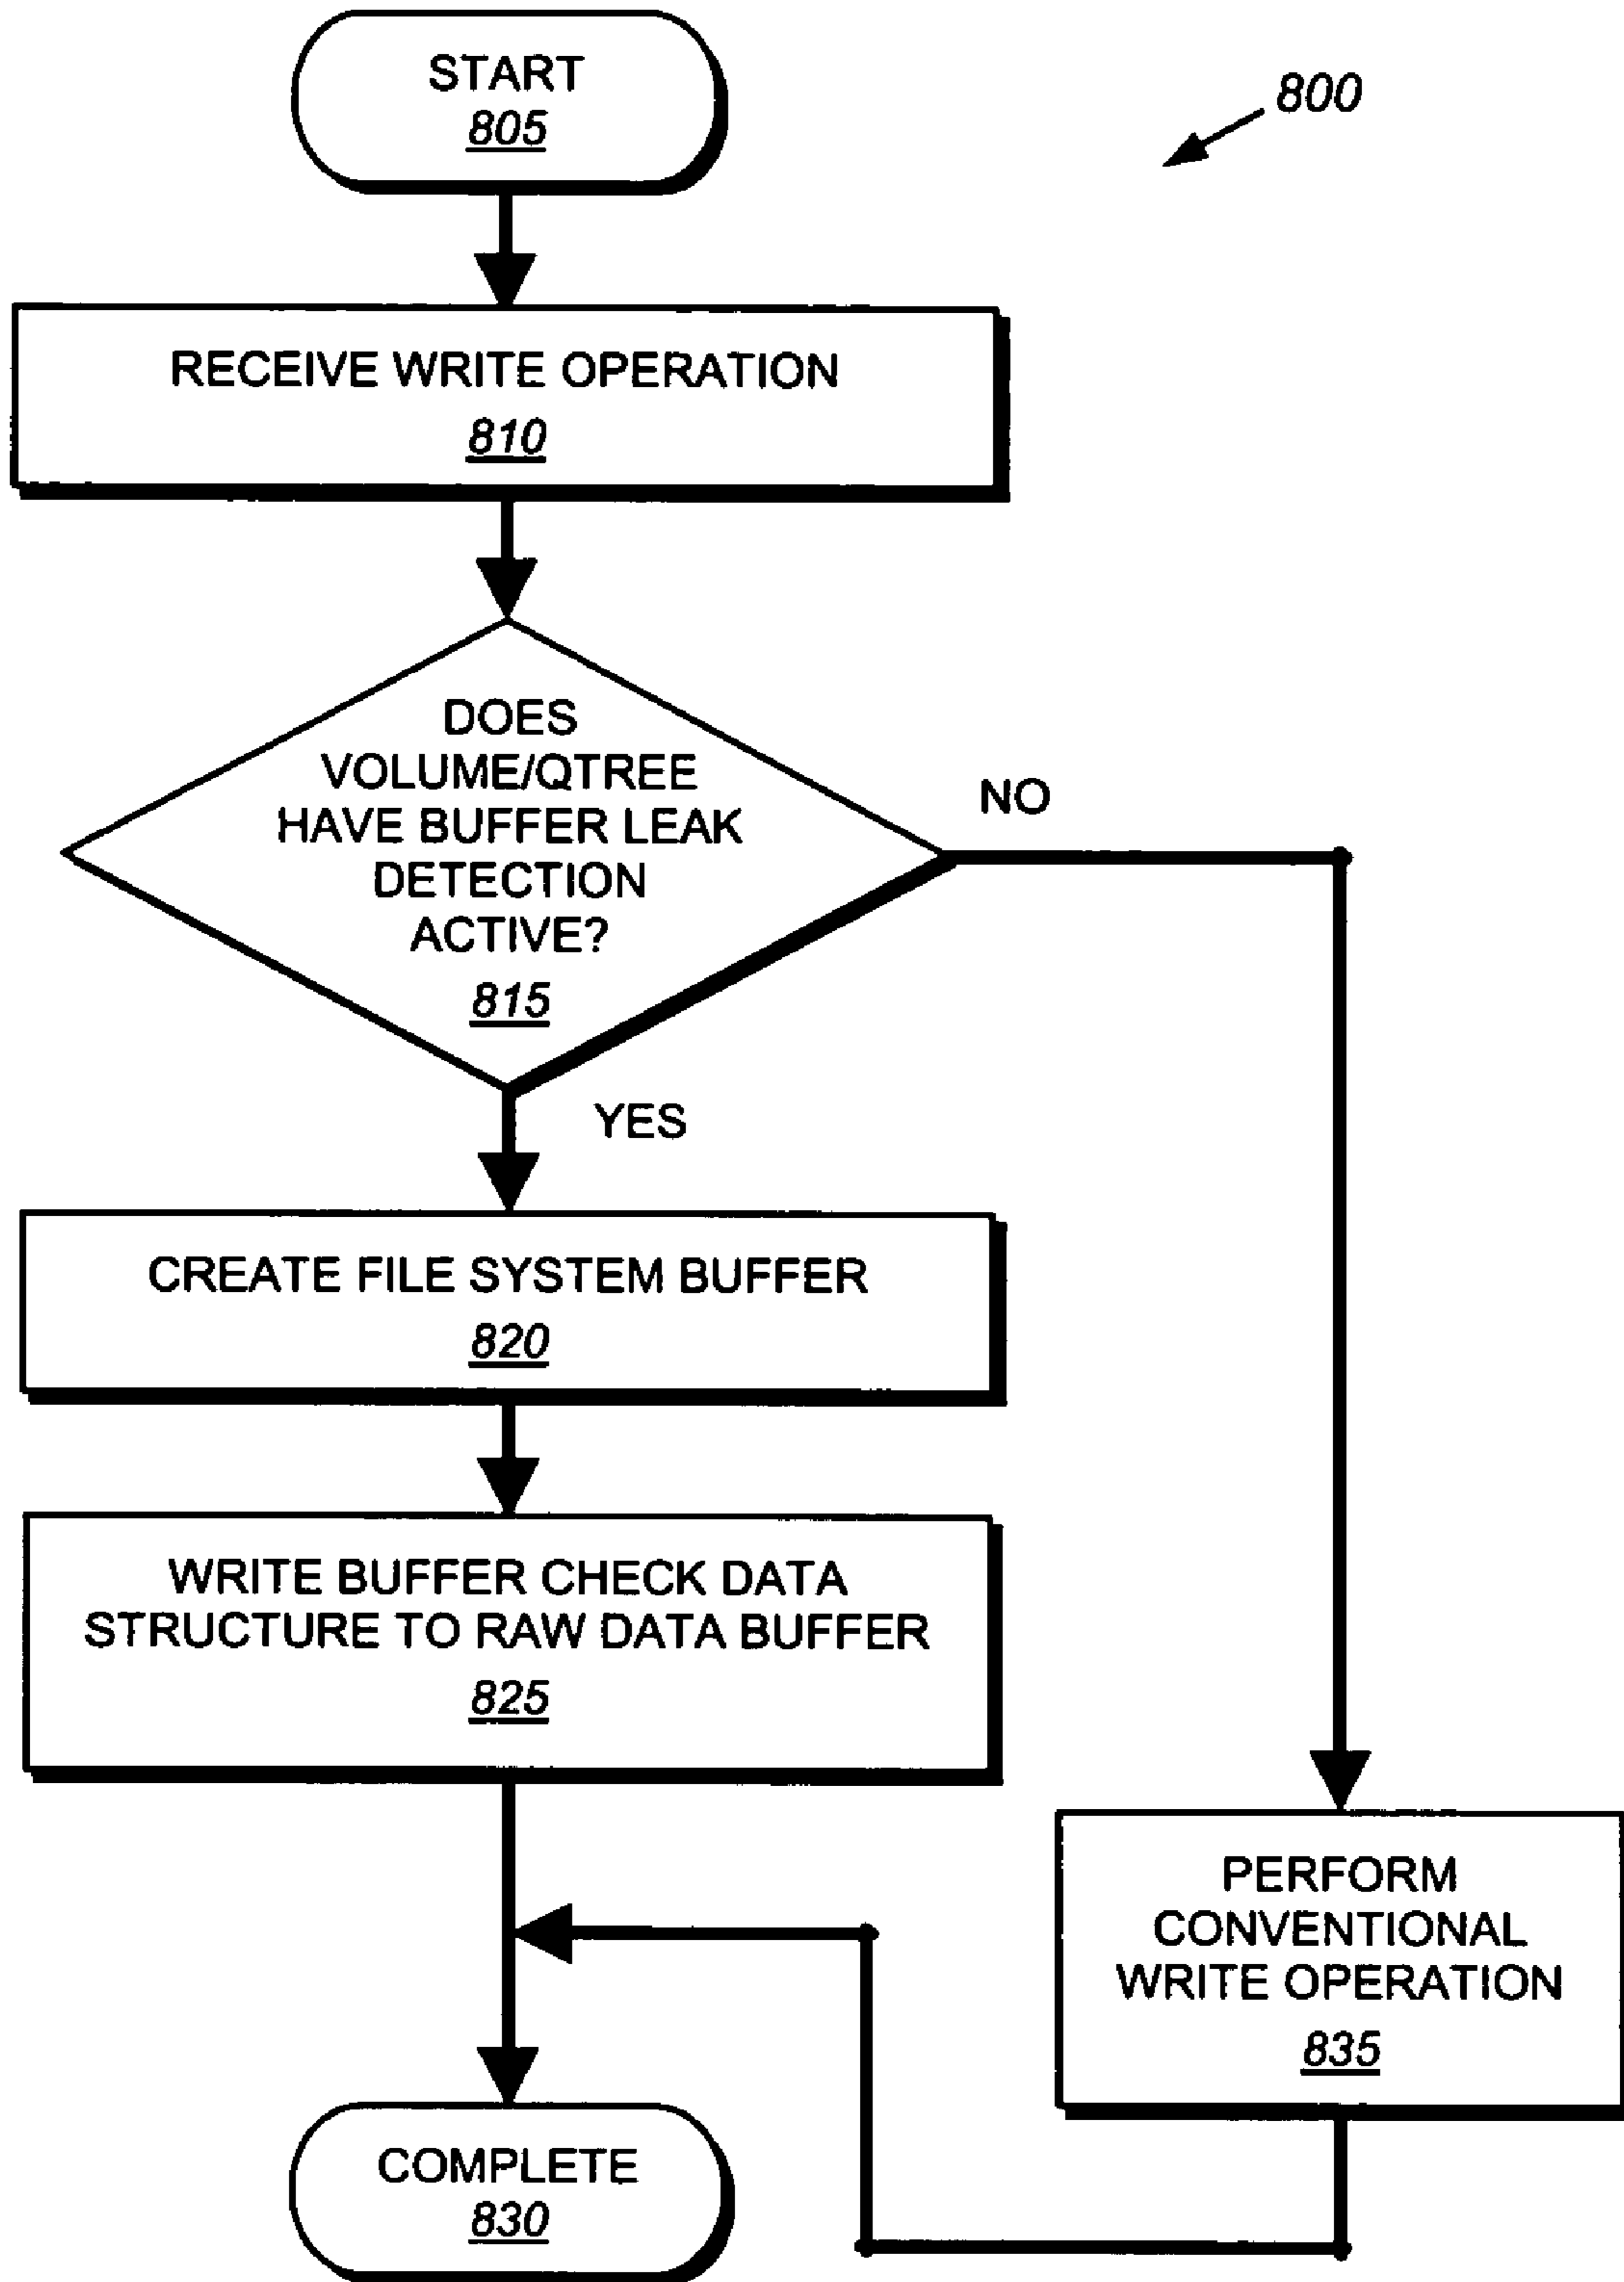 START
805
800
RECEIVE WRITE OPERATION
810
DOES
VOLUME/QTREE
HAVE BUFFER LEAK
DETECTION
ACTIVE?
815
NO
YES
CREATE FILE SYSTEM BUFFER
820
WRITE BUFFER CHECK DATA
STRUCTURE TO RAW DATA BUFFER
825
PERFORM
CONVENTIONAL
WRITE OPERATION
835
COMPLETE
830